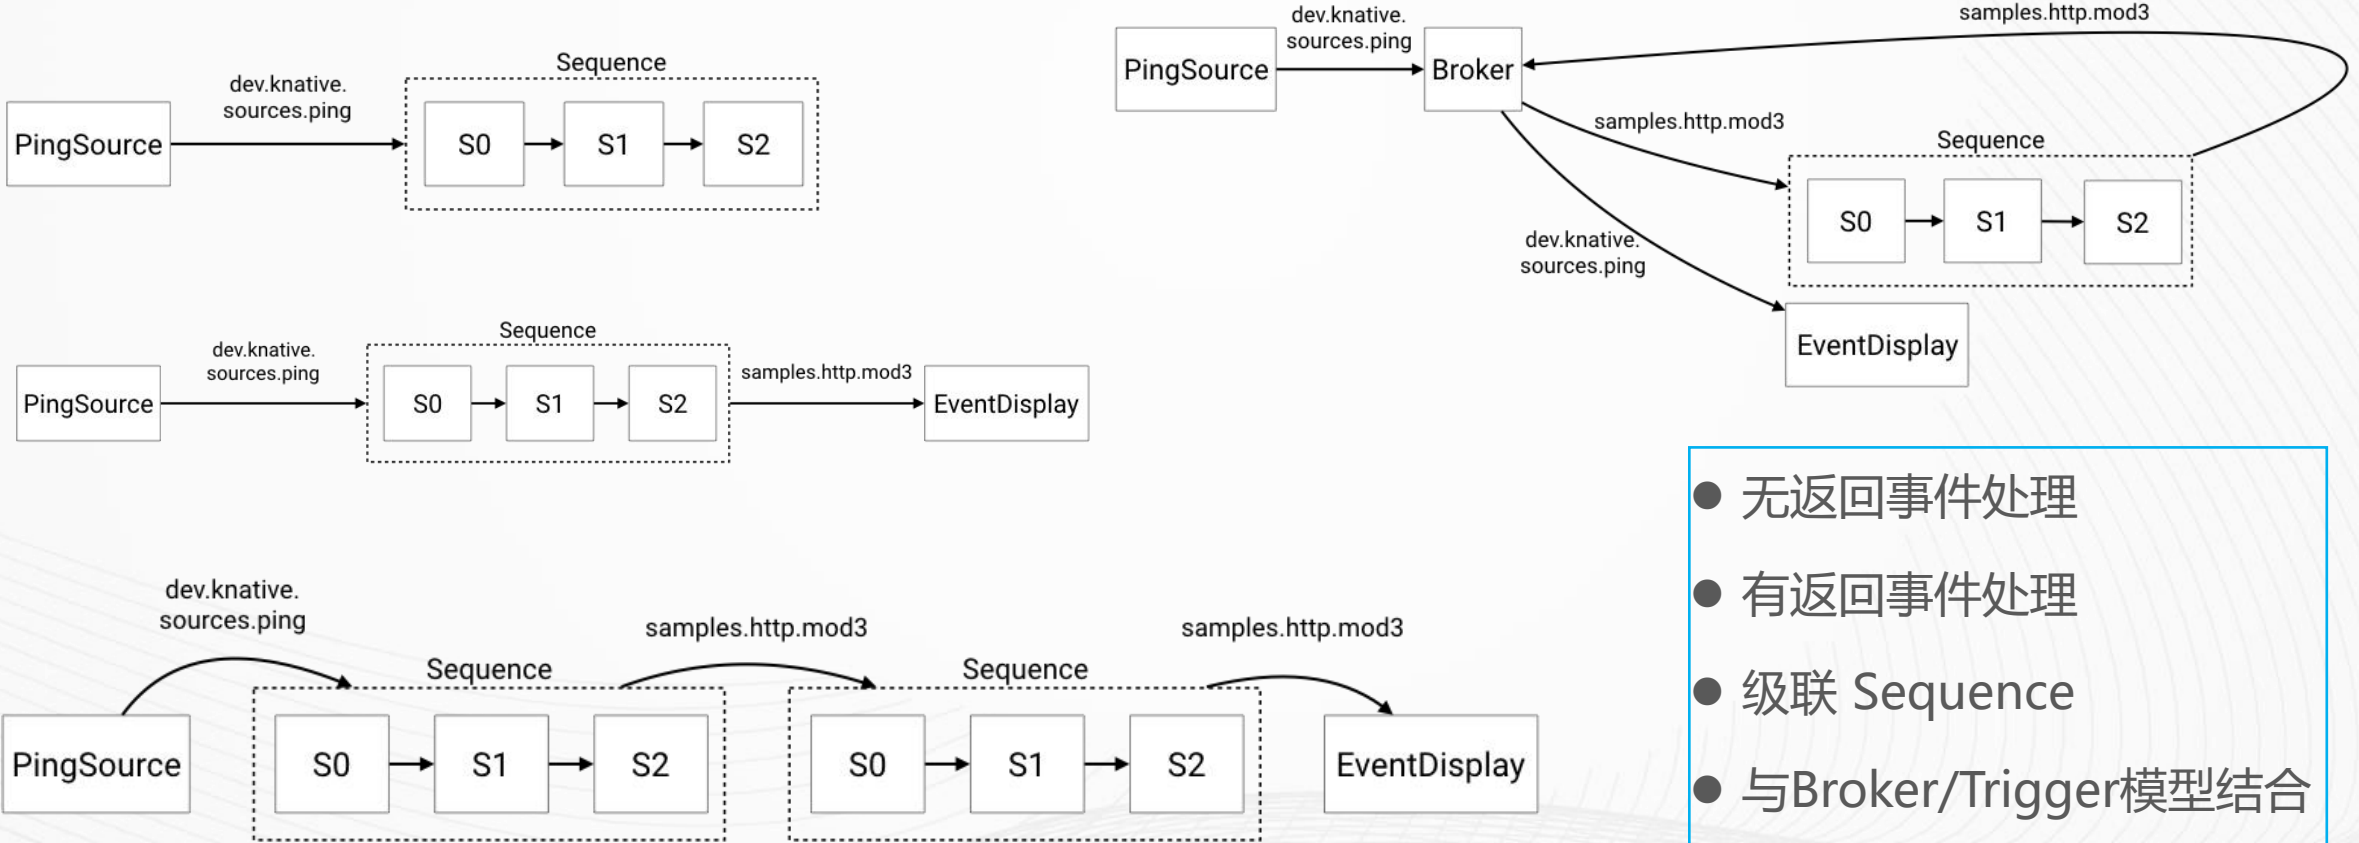 dev.knative.
sources.ping
Sequence
PingSource
S0
S1
S2
dev.knative.
sources.ping
Sequence
PingSource
S0
S1
S2
samples.http.mod3
EventDisplay
dev.knative.
sources.ping
PingSource
Sequence
S0
S1
S2
samples.http.mod3
Sequence
S0
S1
S2
samples.http.mod3
EventDisplay
dev.knative.
sources.ping
PingSource
Broker
samples.http.mod3
samples.http.mod3
Sequence
S0
S1
S2
dev.knative.
sources.ping
EventDisplay
● 无返回事件处理
● 有返回事件处理
● 级联 Sequence
● 与Broker/Trigger模型结合